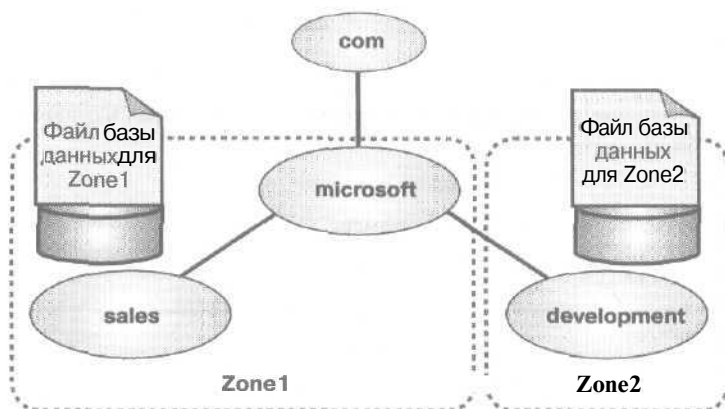 com
Файл базы
данных для
Zone1
Файл базы
данных
для Zone2
microsoft
sales
development
Zone1
Zone2